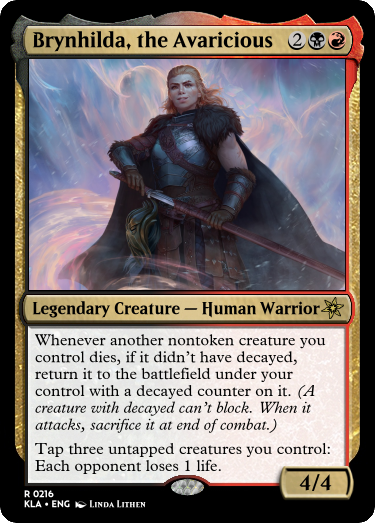 Brynhilda, the Avaricious 2
Legendary Creature — Human Warrior
Whenever another nontoken creature you
control dies, if it didn't have decayed,
return it to the battlefield under your
control with a decayed counter on it. (A
creature with decayed can't block. When it
attacks, sacrifice it at end of combat.)
Tap three untapped creatures you control:
Each opponent loses 1 life.
4/4
R 0216
KLA • ENG Linda Lithen